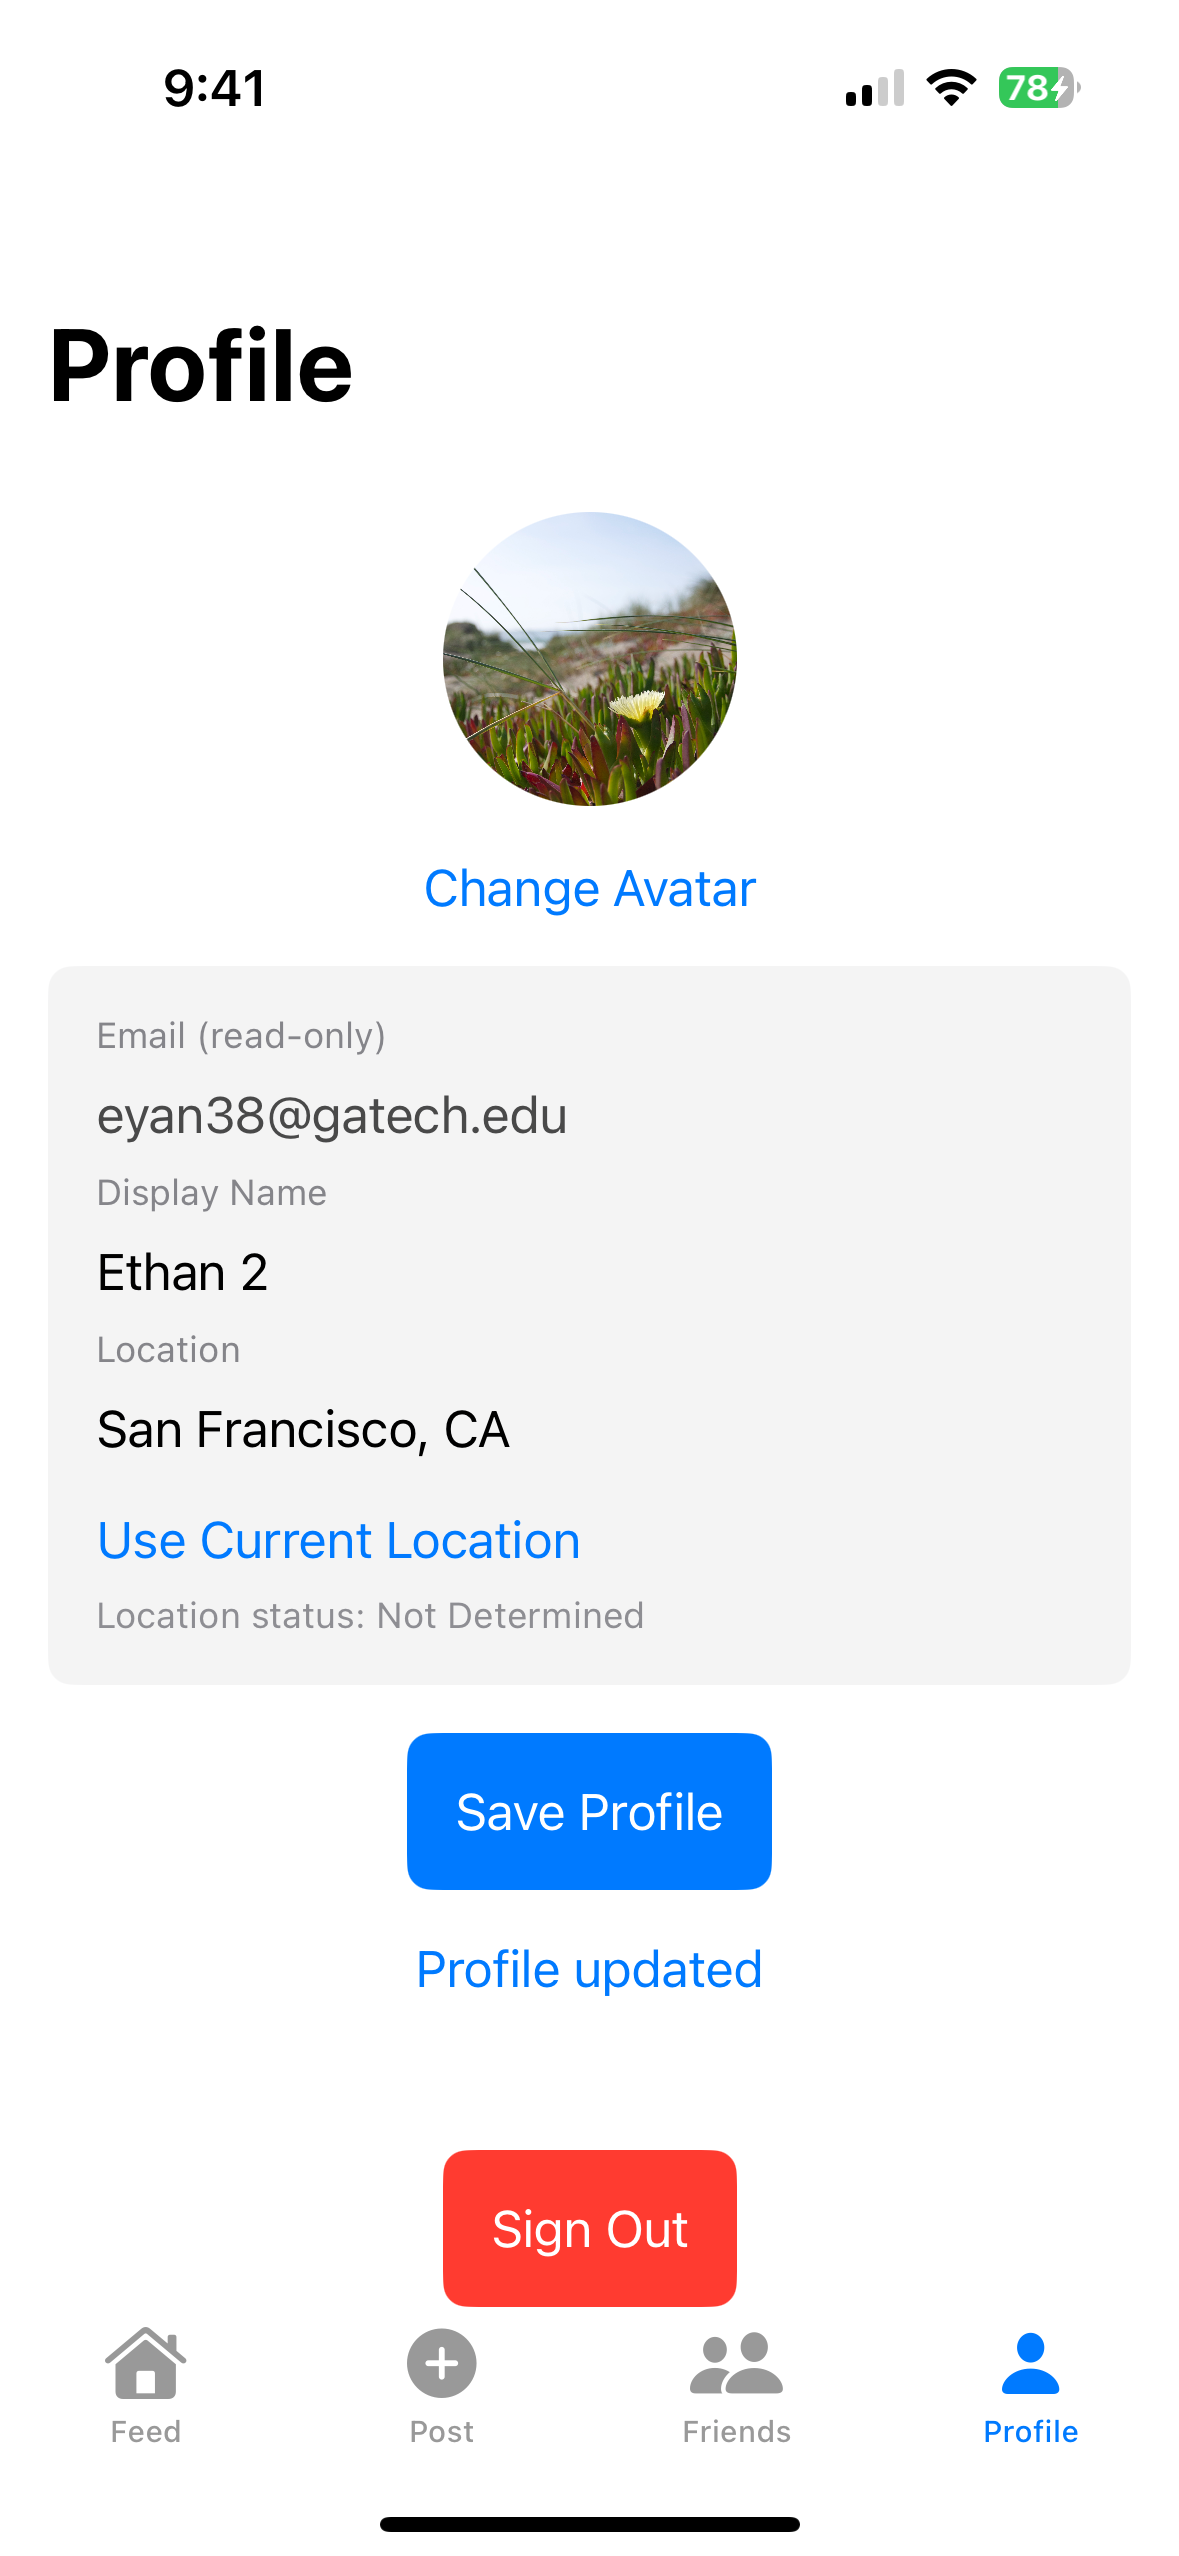 9:41
78
Profile
Change Avatar
Email (read-only)
eyan38@gatech.edu
Display Name
Ethan 2
Location
San Francisco, CA
Use Current Location
Location status: Not Determined
Save Profile
Profile updated
Sign Out
Feed Post Friends Profile